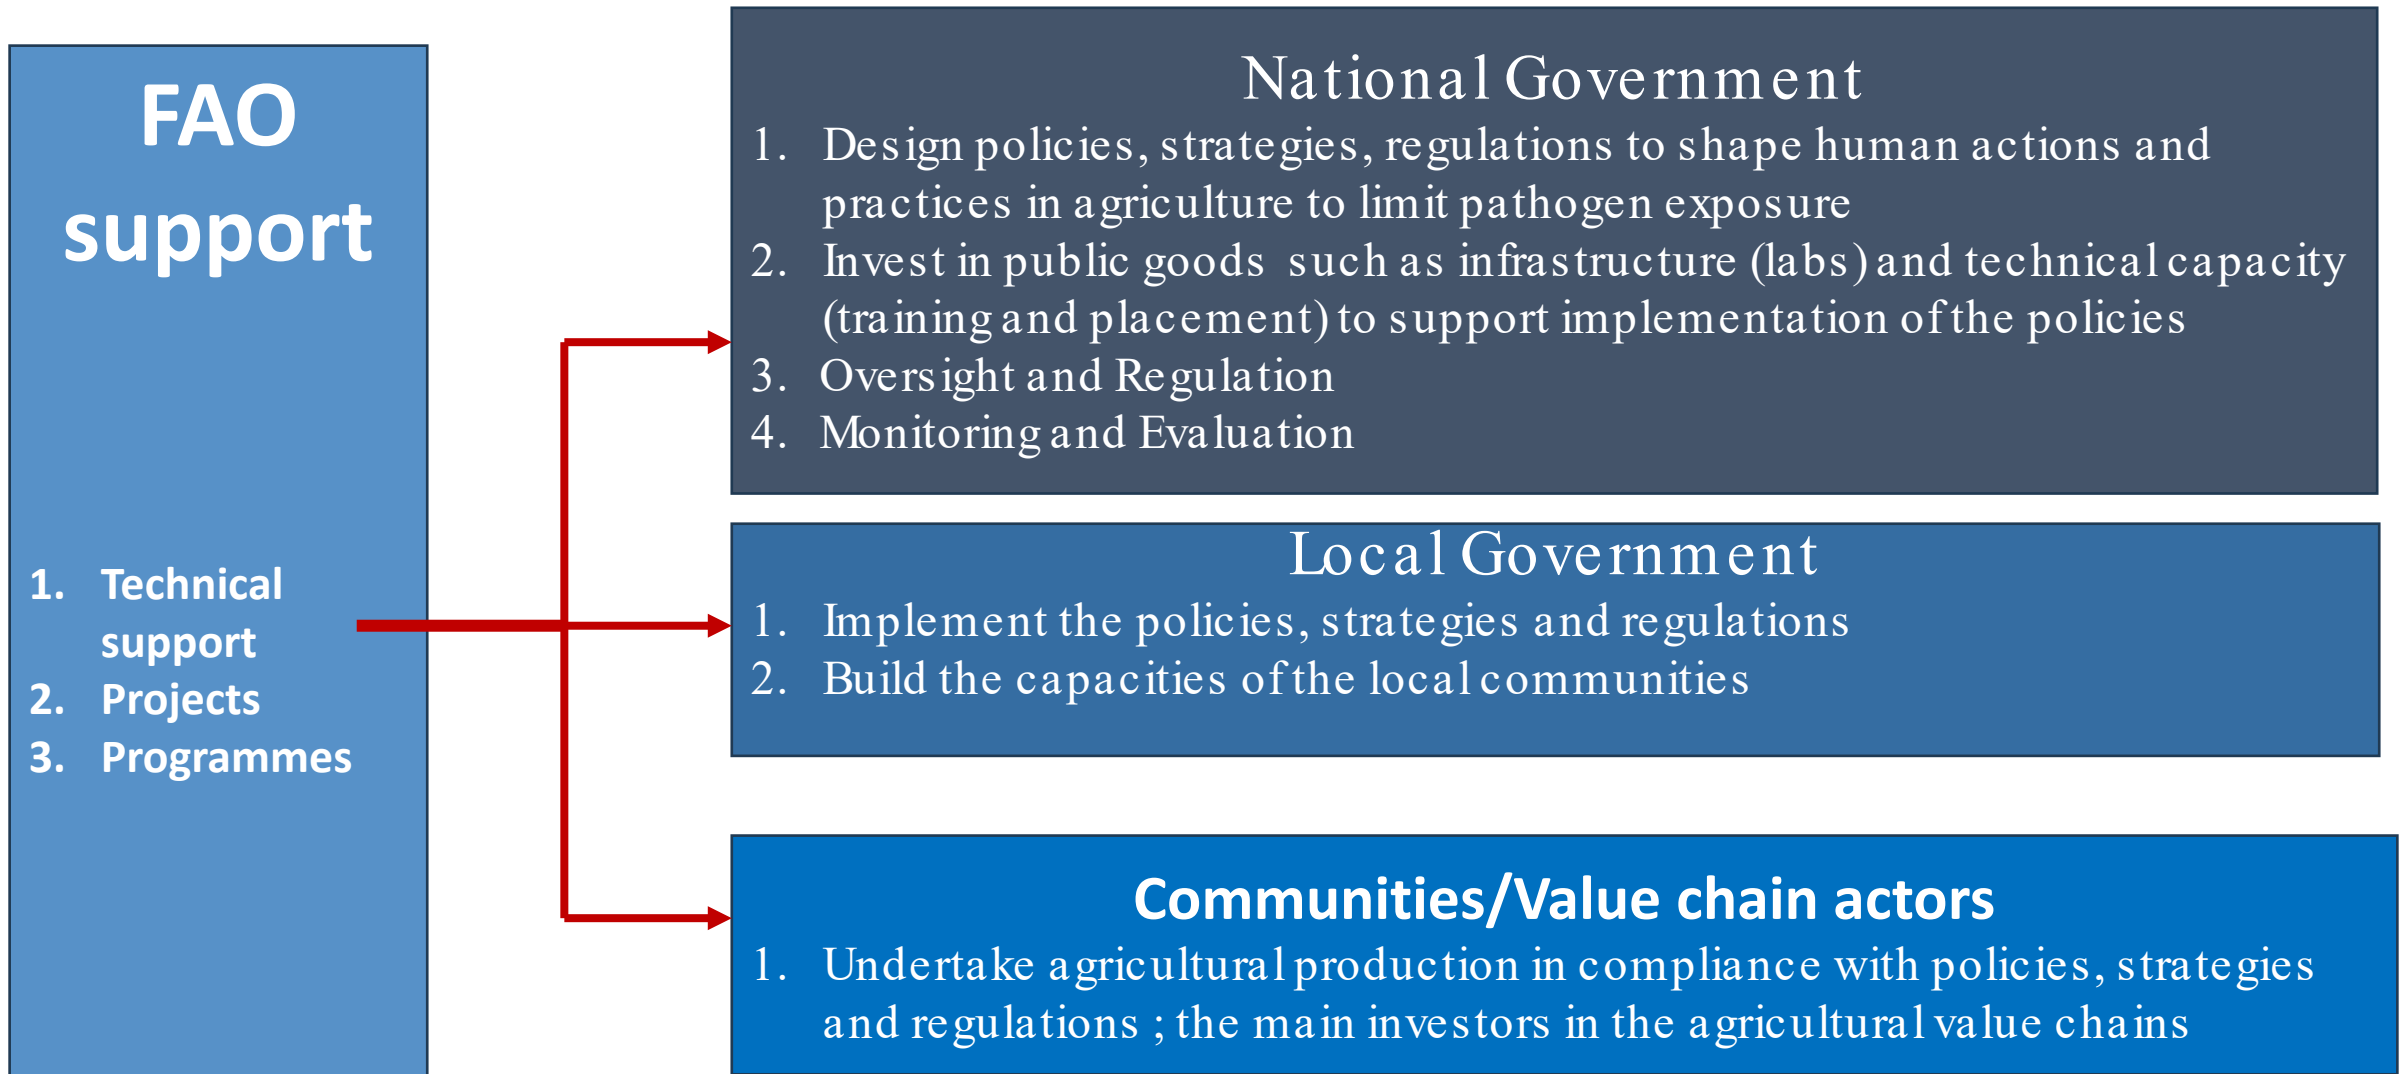 FAO
support
1. Technical
support
2. Projects
3. Programmes
National Government
1. Design policies, strategies, regulations to shape human actions and
practices in agriculture to limit pathogen exposure
2. Invest in public goods such as infrastructure (labs) and technical capacity
(training and placement) to support implementation of the policies
3. Oversight and Regulation
4. Monitoring and Evaluation
Local Government
1. Implement the policies, strategies and regulations
2. Build the capacities of the local communities
Communities/Value chain actors
1. Undertake agricultural production in compliance with policies, strategies
and regulations ; the main investors in the agricultural value chains